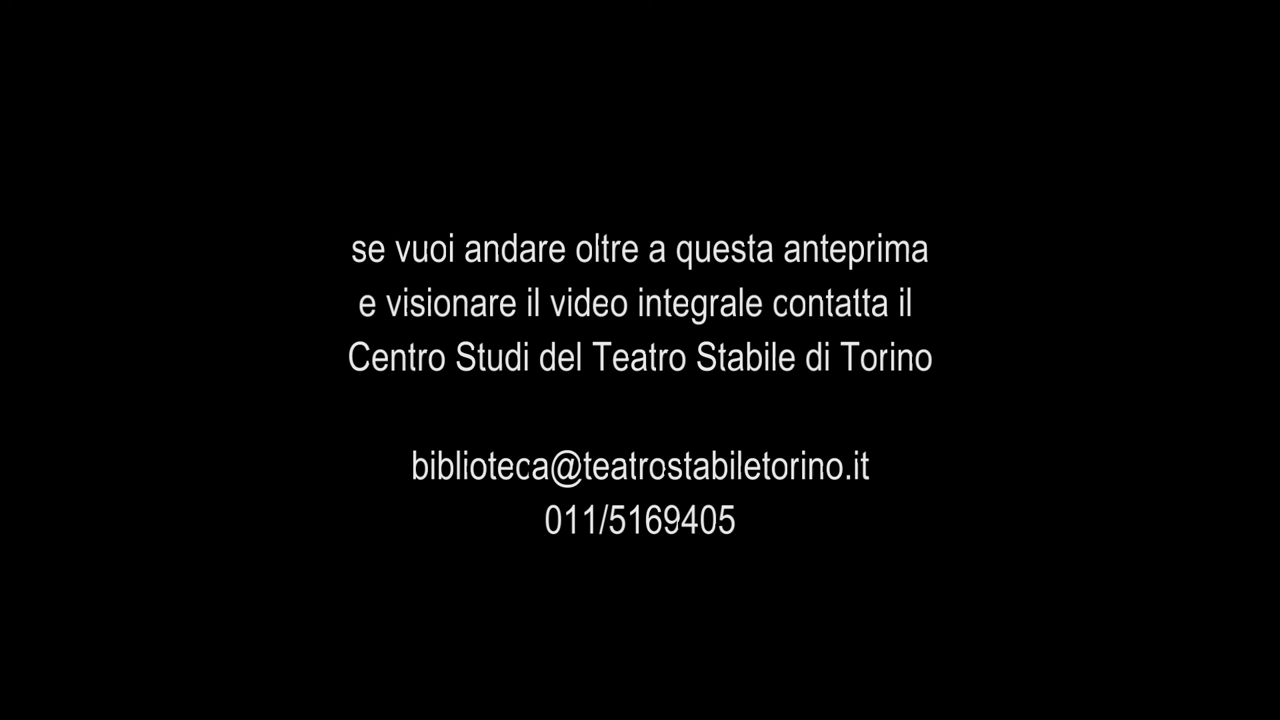 se vuoi andare oltre a questa anteprima
e visionare il video integrale contatta il
Centro Studi del Teatro Stabile di Torino
biblioteca@teatrostabiletorino.it
011/5169405